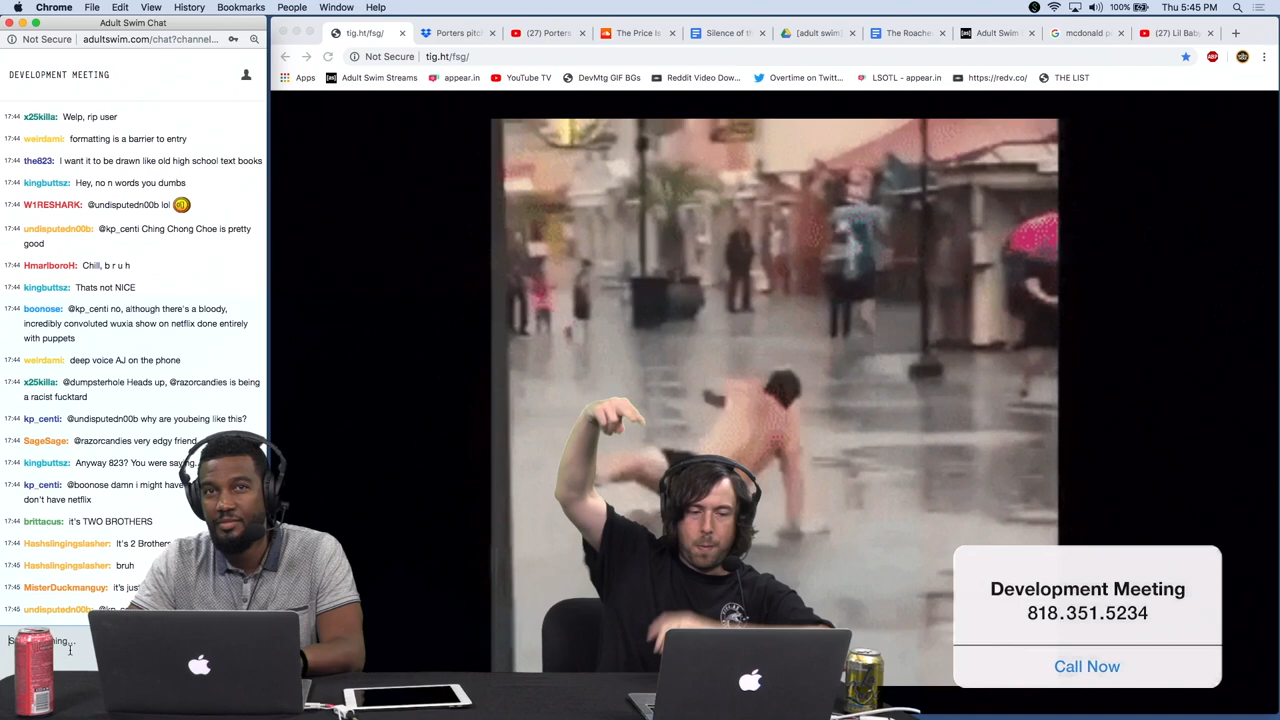 Chrome File Edit View History Bookmarks People Window Help
100% Thu 5:45 PM
Adult Swim Chat
Not Secure adultswim.com/chat?channel...
DEVELOPMENT MEETING
17:44 x25killa: Welp, rip user
17:44 weirdami: formatting is a barrier to entry
17:44 the823: I want it to be drawn like old high school text books
17:44 kingbuttsz: Hey, no n words you dumbs
17:44 W1RESHARK: @undisputedn00b lol
17:44 undisputedn00b: @kp_centi Ching Chong Choe is pretty
good
17:44 HmarlboroH: Chill, b r u h
17:44 kingbuttsz: Thats not NICE
17:44 boonose: @kp_centi no, although there's a bloody,
incredibly convoluted wuxia show on netflix done entirely
with puppets
17:44 weirdami: deep voice AJ on the phone
17:44 x25killa: @dumpsterhole Heads up, @razorcandies is being
a racist fucktard
17:44 kp_centi: @undisputedn00b why are youbeing like this?
17:44 SageSage: @razorcandies very edgy friend
17:44 kingbuttsz: Anyway 823? You were saying...
17:44 kp_centi: @boonose damn i might have
don't have netflix
17:44 brittacus: it's TWO BROTHERS
17:44 Hashslingingslasher: It's 2 Brothe
17:45 Hashslingingslasher: bruh
17:45 MisterDuckmanguy: it's jus
17:45 undisputedn00b:
tig.ht/fsg/
Porters pitc
(27) Porters
The Price Is
Silence of th
[adult swim]
The Roache
Adult Swim
mcdonald p
(27) Lil Bab
Not Secure tig.ht/fsg/
Apps Adult Swim Streams appear.in YouTube TV DevMtg GIF BGs Reddit Video Dow... Overtime on Twitt... LSOTL - appear.in https://redv.co/ THE LIST
Development Meeting
818.351.5234
Call Now